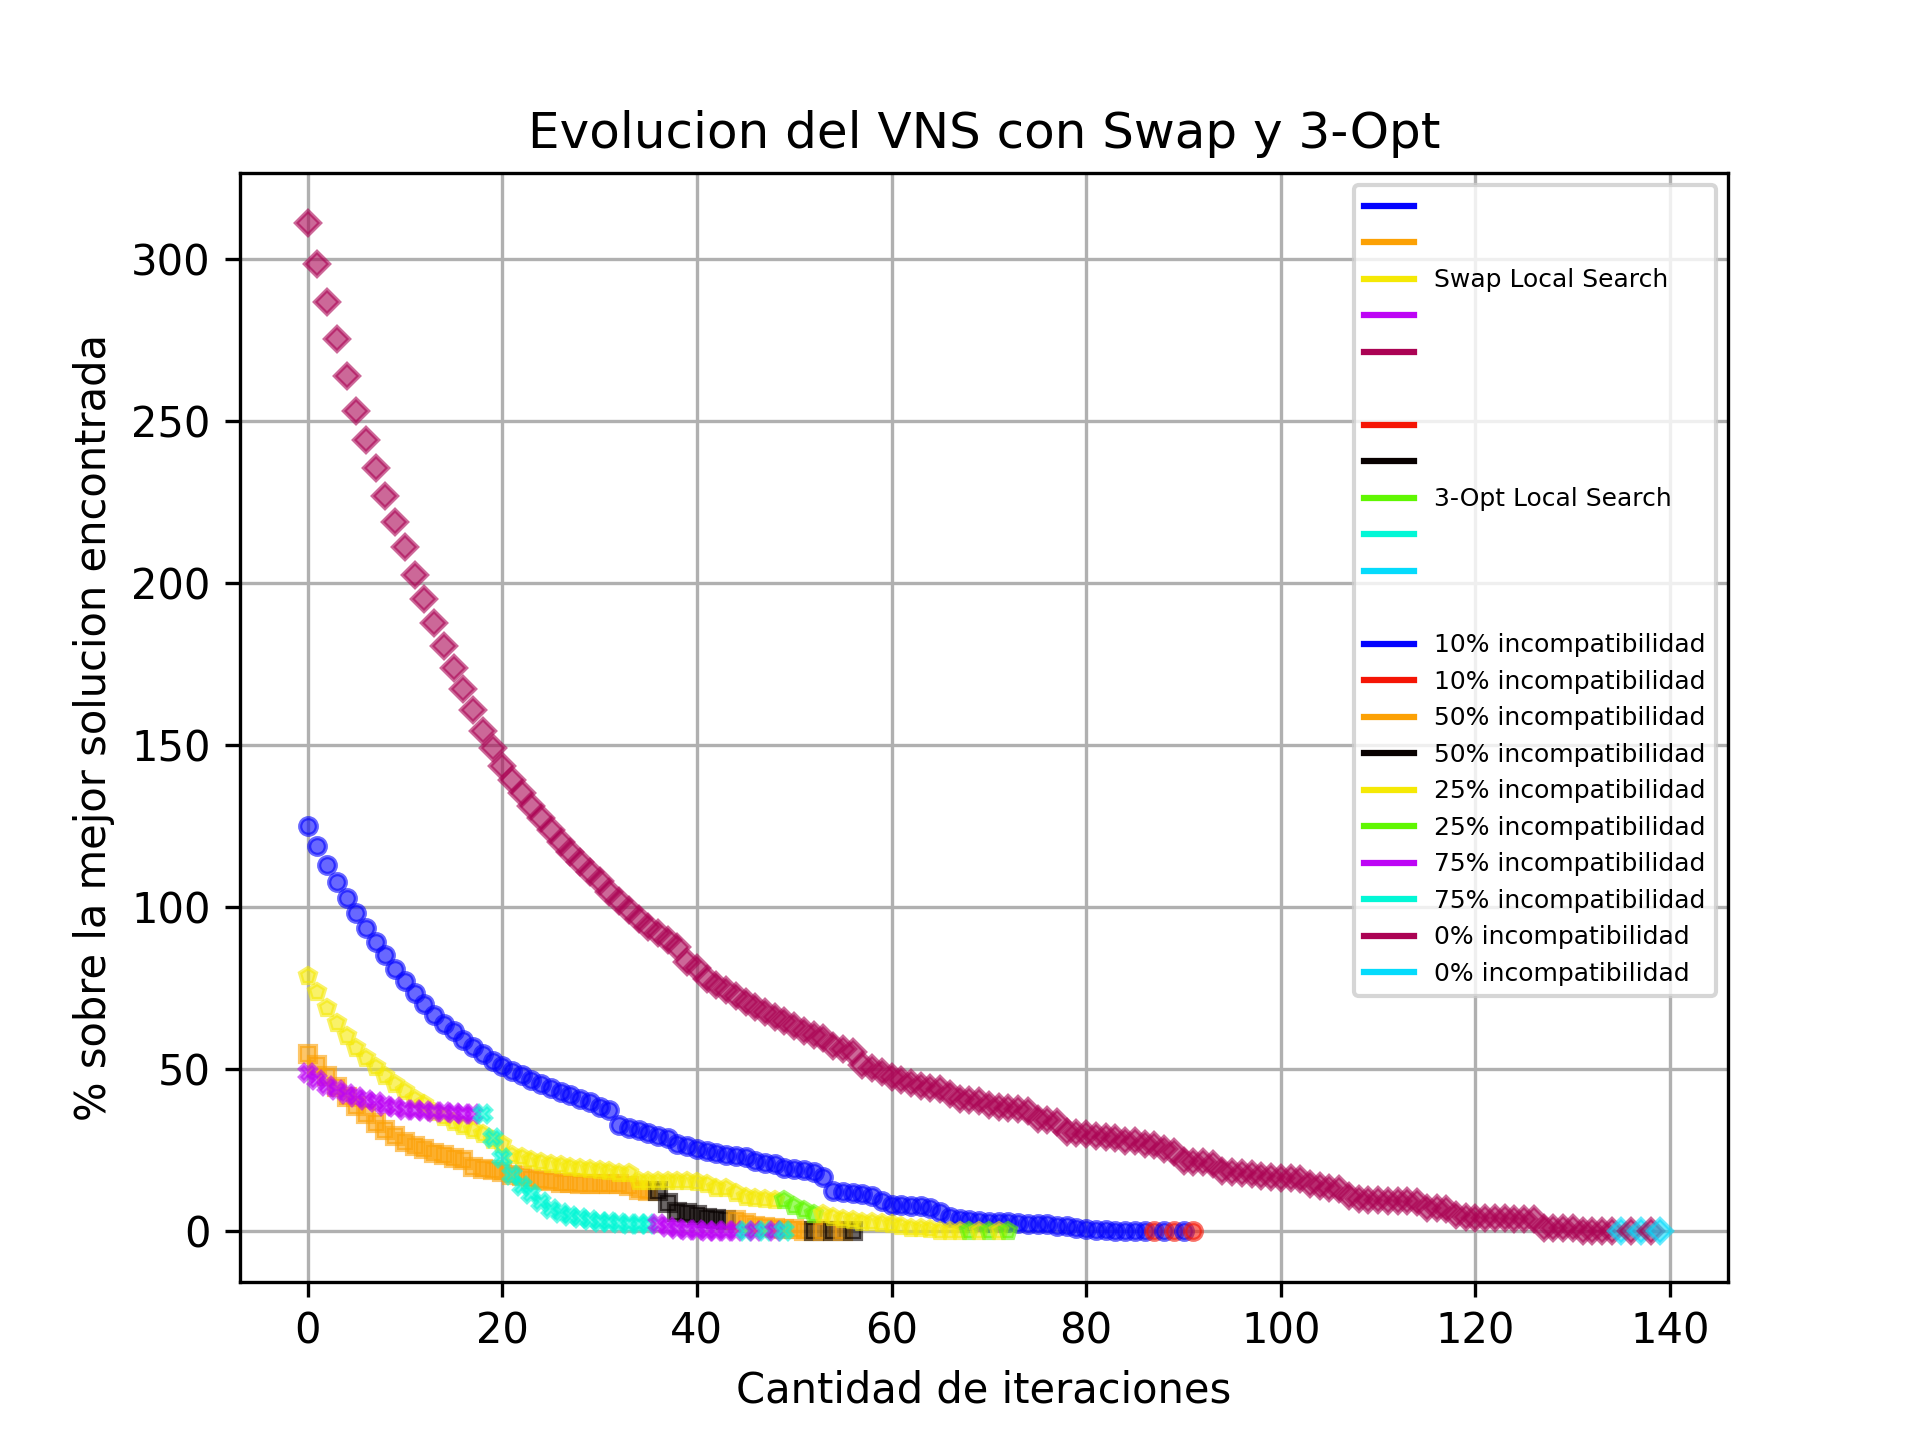 Evolucion del VNS con Swap y 3-Opt
% sobre la mejor solucion encontrada
300
250
200
150
100
50
0
Swap Local Search
3-Opt Local Search
10% incompatibilidad
10% incompatibilidad
50% incompatibilidad
50% incompatibilidad
25% incompatibilidad
25% incompatibilidad
75% incompatibilidad
75% incompatibilidad
0% incompatibilidad
0% incompatibilidad
0 20 40 60 80 100 120 140
Cantidad de iteraciones